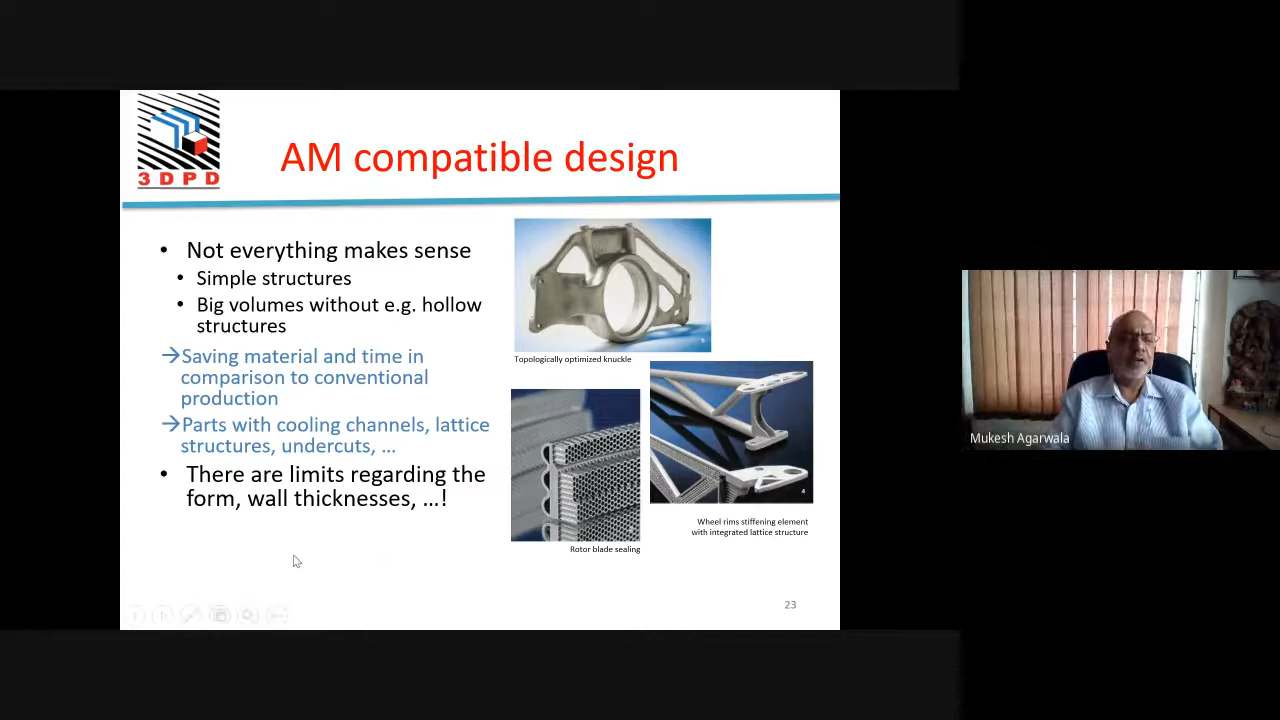 3DPD
AM compatible design
• Not everything makes sense
• Simple structures
• Big volumes without e.g. hollow
structures
→Saving material and time in
comparison to conventional
production
→Parts with cooling channels, lattice
structures, undercuts, …
• There are limits regarding the
form, wall thicknesses, …!
Topologically optimized knuckle
4
Wheel rims stiffening element
with integrated lattice structure
Rotor blade sealing
23
Mukesh Agarwala